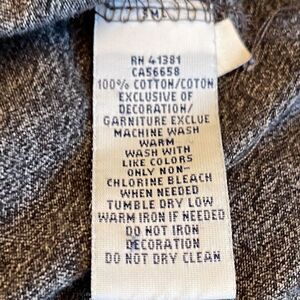 RN 41381
CA56658
100% COTTON/COTON
EXCLUSIVE OF
DECORATION/
GARNITURE EXCLUE
MACHINE WASH
WARM
WASH WITH
LIKE COLORS
ONLY NON-
CHLORINE BLEACH
WHEN NEEDED
TUMBLE DRY LOW
WARM IRON IF NEEDED
DO NOT IRON
DECORATION
DO NOT DRY CLEAN